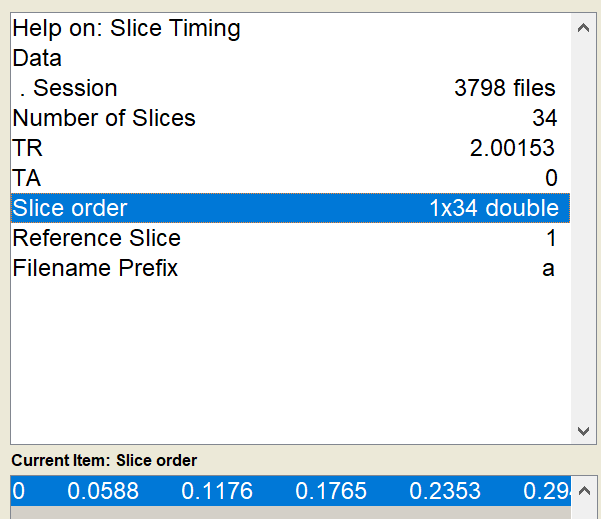 Help on: Slice Timing
Data
. Session 3798 files
Number of Slices 34
TR 2.00153
TA 0
Slice order 1x34 double
Reference Slice 1
Filename Prefix a
Current Item: Slice order
0 0.0588 0.1176 0.1765 0.2353 0.294